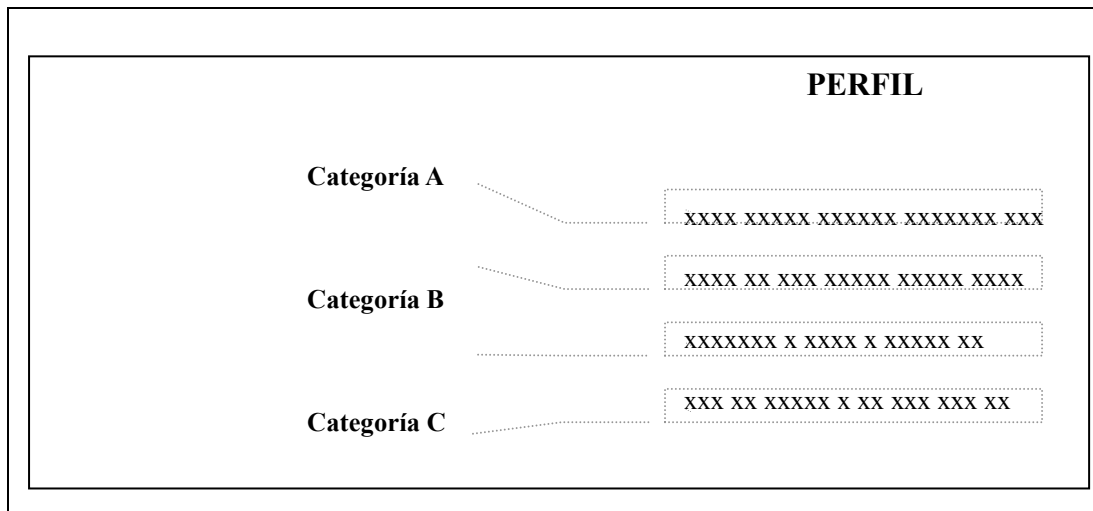 PERFIL
Categoría A
xxxx xxxxx xxxxxx xxxxxxx xxx
xxxx xx xxx xxxxx xxxxx xxxx
Categoría B
xxxxxxx x xxxx x xxxxx xx
xxx xx xxxxx x xx xxx xxx xx
Categoría C